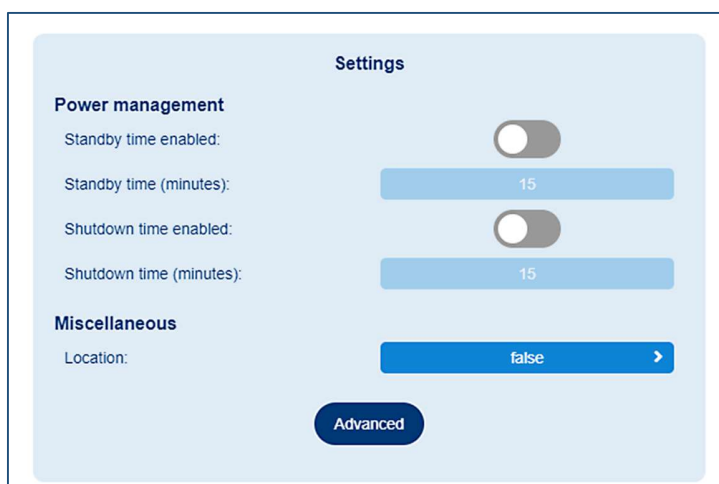 Settings
Power management
Standby time enabled:
Standby time (minutes): 15
Shutdown time enabled:
Shutdown time (minutes): 15
Miscellaneous
Location: false
Advanced